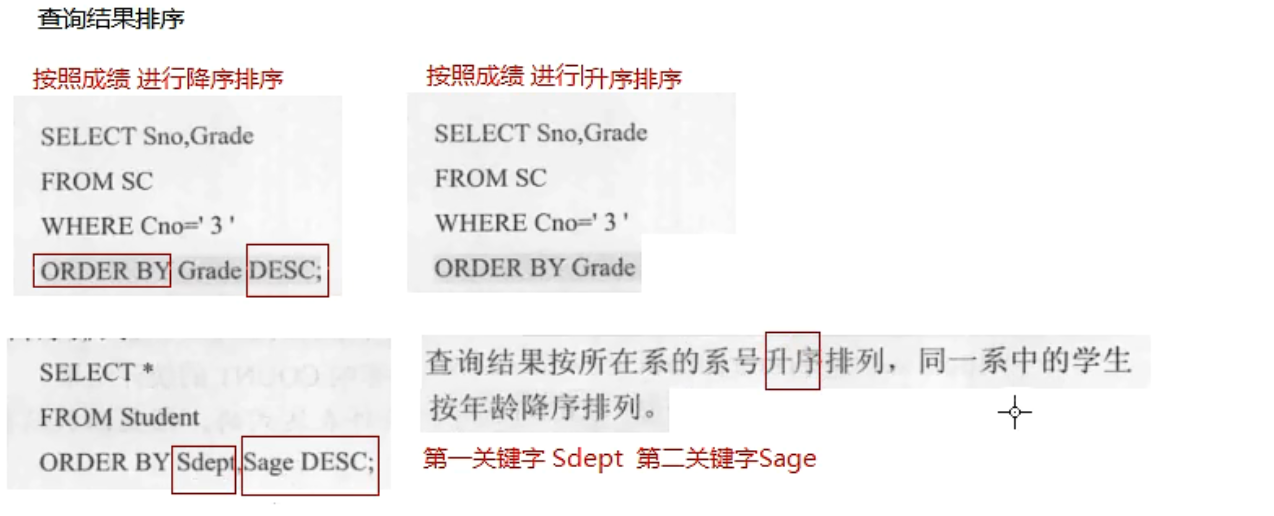 查询结果排序
按照成绩 进行降序排序
SELECT Sno,Grade
FROM SC
WHERE Cno=' 3 '
ORDER BY Grade DESC;
按照成绩 进行升序排序
SELECT Sno,Grade
FROM SC
WHERE Cno=' 3 '
ORDER BY Grade
SELECT *
FROM Student
ORDER BY Sdept,Sage DESC;
查询结果按所在系的系号升序排列，同一系中的学生
按年龄降序排列。
第一关键字 Sdept 第二关键字Sage